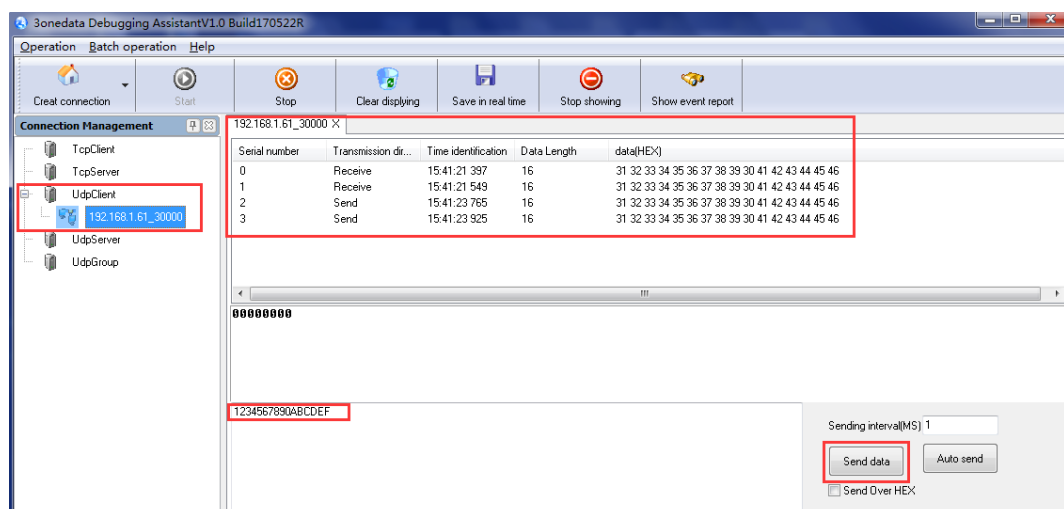 3onedata Debugging AssistantV1.0 Build170522R
Operation Batch operation Help
Creat connection Start Stop Clear displying Save in real time Stop showing Show event report
Connection Management
TcpClient
TcpServer
UdpClient
192.168.1.61_30000
UdpServer
UdpGroup
192.168.1.61_30000 X
Serial number Transmission dir... Time identification Data Length data(HEX)
0 Receive 15:41:21 397 16 31 32 33 34 35 36 37 38 39 30 41 42 43 44 45 46
1 Receive 15:41:21 549 16 31 32 33 34 35 36 37 38 39 30 41 42 43 44 45 46
2 Send 15:41:23 765 16 31 32 33 34 35 36 37 38 39 30 41 42 43 44 45 46
3 Send 15:41:23 925 16 31 32 33 34 35 36 37 38 39 30 41 42 43 44 45 46
00000000
1234567890ABCDEF
Sending interval(MS) 1
Send data Auto send
Send Over HEX